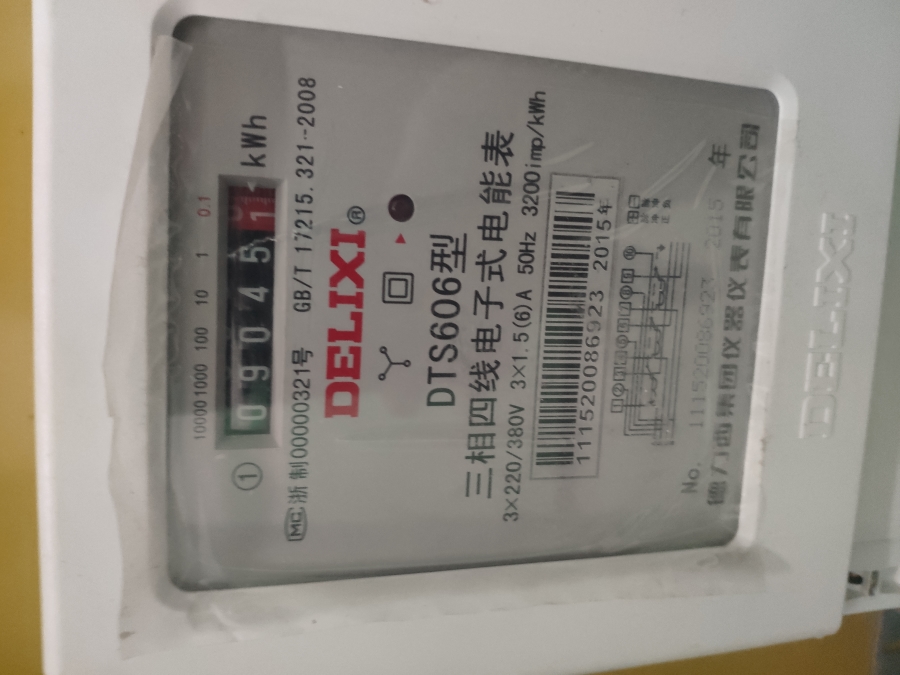 10000 1000 100 10 1 0.1
① 0 9 0 4 5 1 kWh
MC 浙制00000321号 GB/T 17215.321-2008
DELIXI®
DTS606型
三相四线电子式电能表
3×220/380V 3×1.5(6)A 50Hz 3200imp/kWh
111520086923 2015年
No. 111520086923 2015 年
德力西集团仪器仪表有限公司
DELIXI